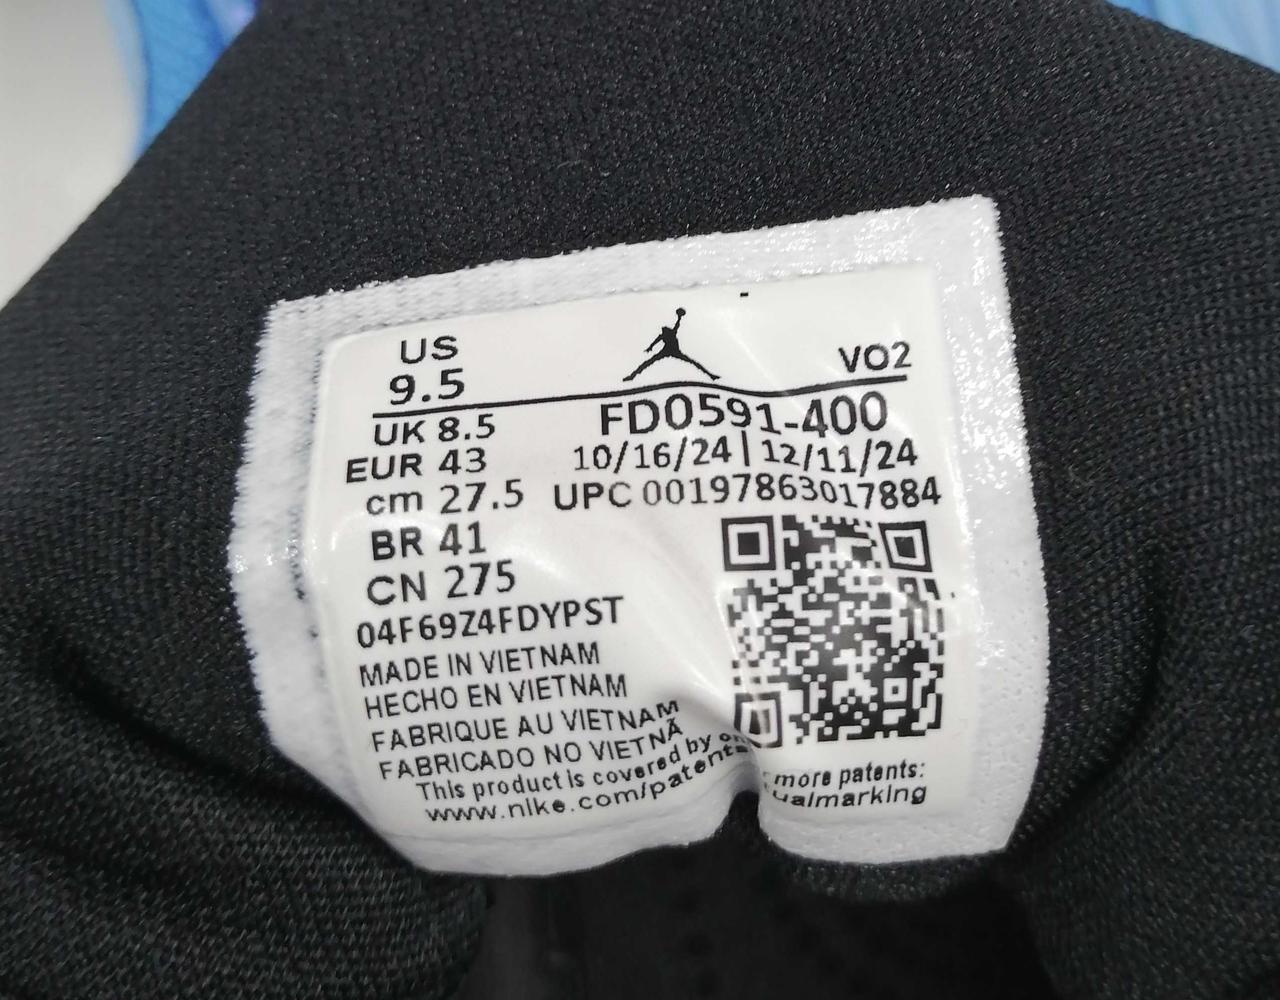 US
9.5
VO2
UK 8.5
FD0591-400
EUR 43
10/16/24 | 12/11/24
cm 27.5
UPC 00197863017884
BR 41
CN 275
04F69Z4FDYPST
MADE IN VIETNAM
HECHO EN VIETNAM
FABRIQUE AU VIETNAM
FABRICADO NO VIETNÃ
This product is covered by more patents:
www.nike.com/patents